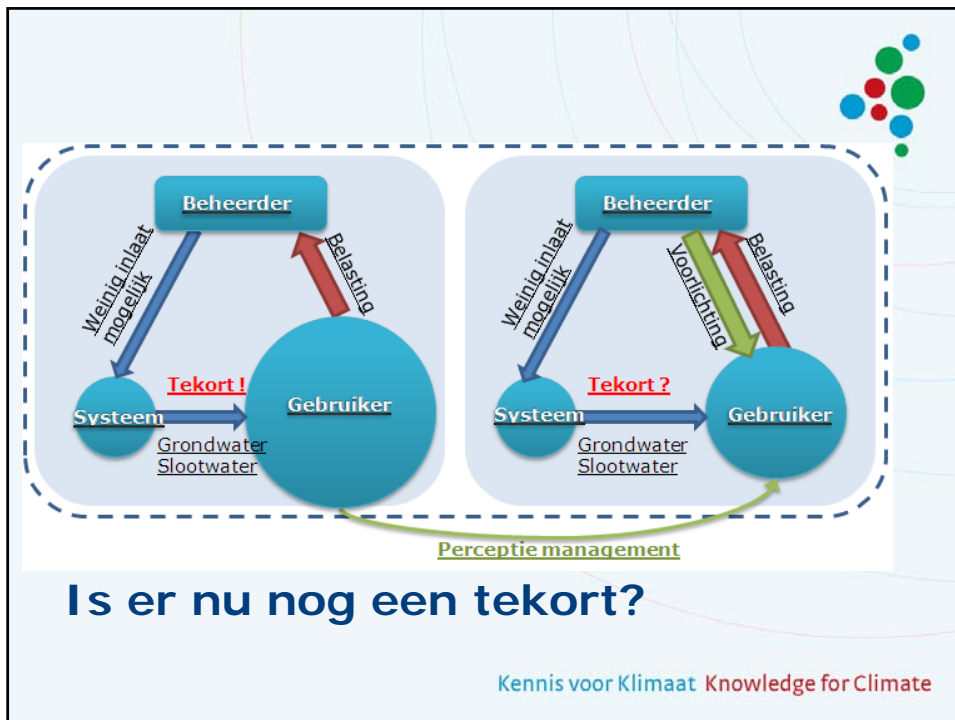 Beheerder
Weinig inlaat
mogelijk
Belasting
Tekort !
Systeem
Gebruiker
Grondwater
Slootwater
Beheerder
Weinig inlaat
mogelijk
Voorlichting
Belasting
Tekort ?
Systeem
Gebruiker
Grondwater
Slootwater
Perceptie management
Is er nu nog een tekort?
Kennis voor Klimaat Knowledge for Climate